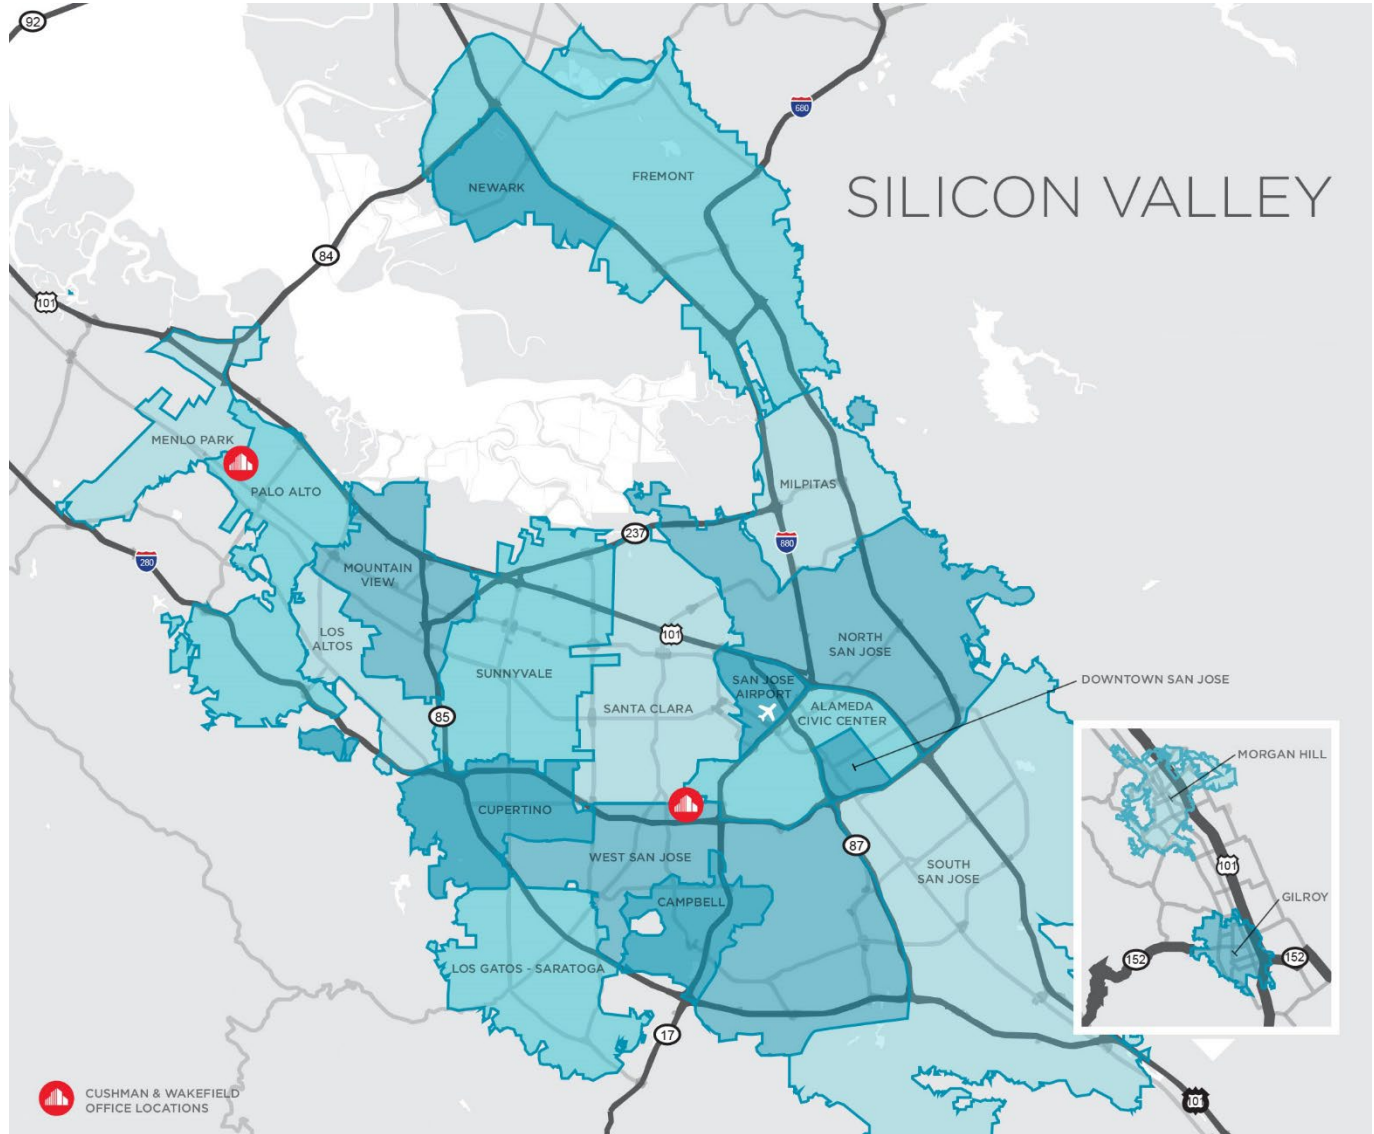 92
680
SILICON VALLEY
FREMONT
NEWARK
84
101
MENLO PARK
PALO ALTO
MILPITAS
237
880
280
MOUNTAIN
VIEW
LOS
ALTOS
101
NORTH
SAN JOSE
SUNNYVALE
SAN JOSE
AIRPORT
DOWNTOWN SAN JOSE
SANTA CLARA
ALAMEDA
CIVIC CENTER
85
MORGAN HILL
CUPERTINO
87
WEST SAN JOSE
SOUTH
SAN JOSE
101
CAMPBELL
GILROY
LOS GATOS - SARATOGA
152
152
17
CUSHMAN & WAKEFIELD
OFFICE LOCATIONS
101